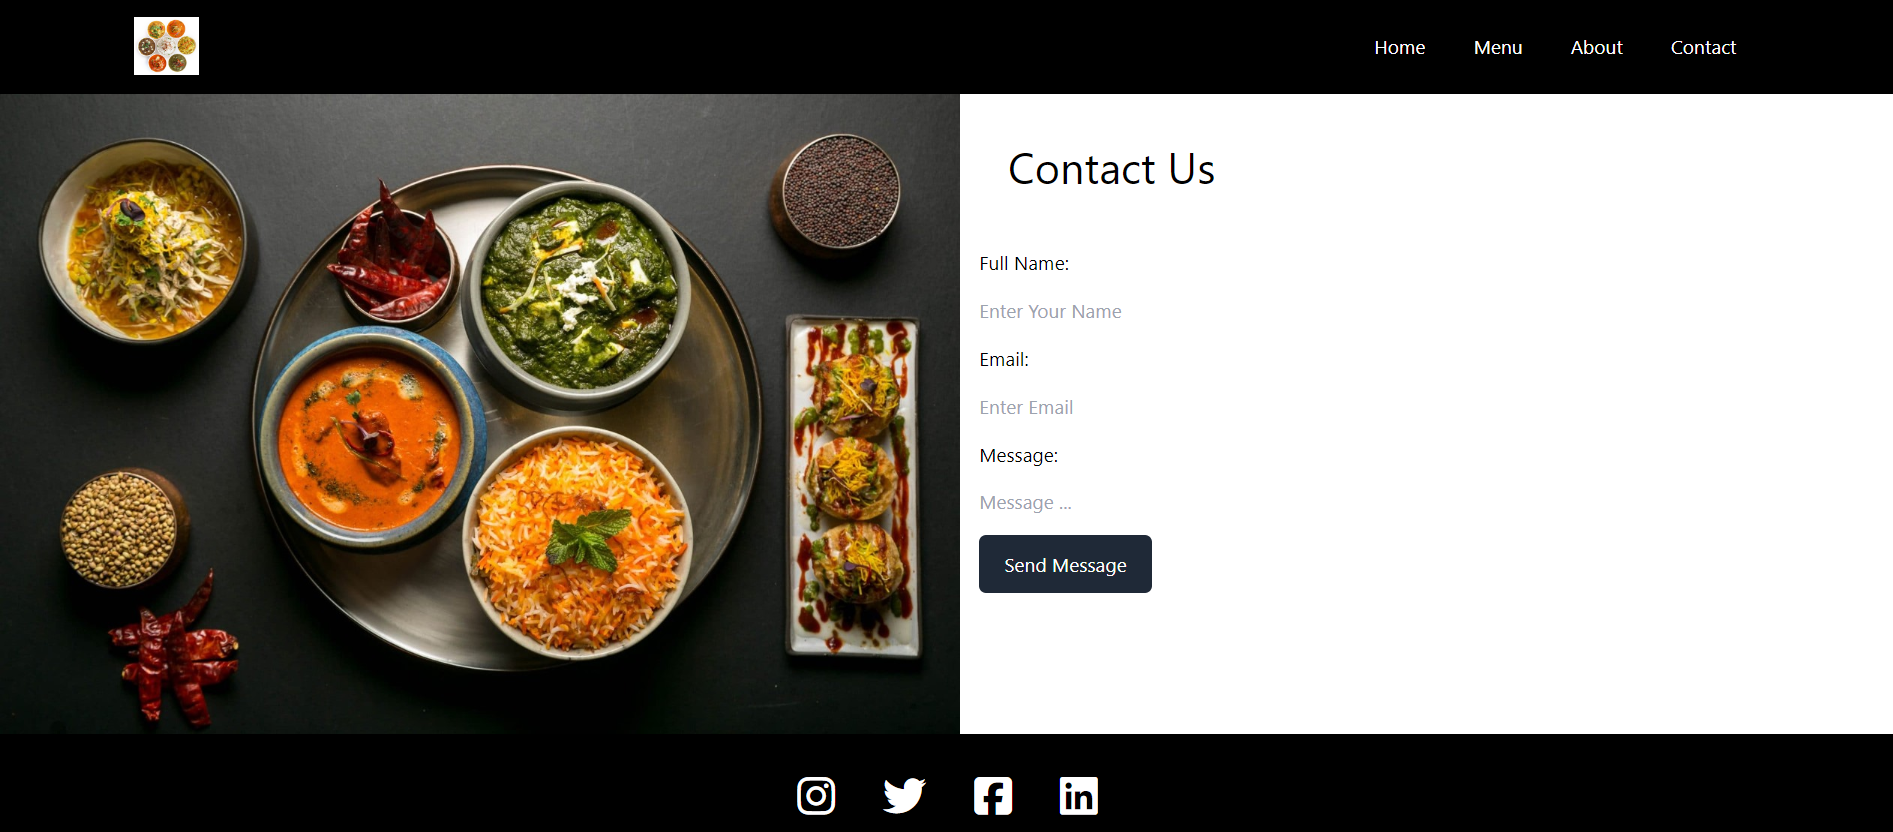 Home Menu About Contact
Contact Us
Full Name:
Enter Your Name
Email:
Enter Email
Message:
Message ...
Send Message